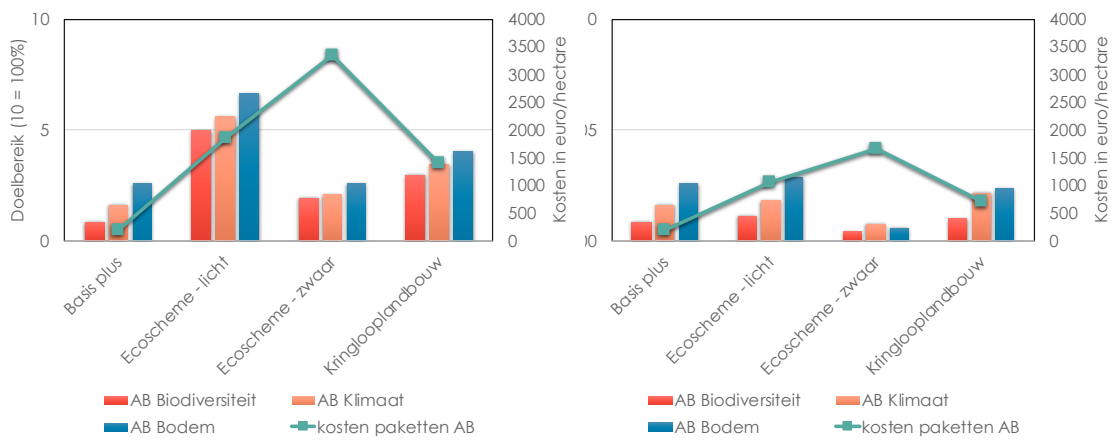 10
5
0
Doelbereik (10 = 100%)
4000
3500
3000
2500
2000
1500
1000
500
0
Kosten in euro/hectare
Basis plus
Ecoscheme - licht
Ecoscheme - zwaar
Kringlooplandbouw
AB Biodiversiteit
AB Klimaat
AB Bodem
kosten paketten AB
0
5
0
4000
3500
3000
2500
2000
1500
1000
500
0
Kosten in euro/hectare
Basis plus
Ecoscheme - licht
Ecoscheme - zwaar
Kringlooplandbouw
AB Biodiversiteit
AB Klimaat
AB Bodem
kosten paketten AB